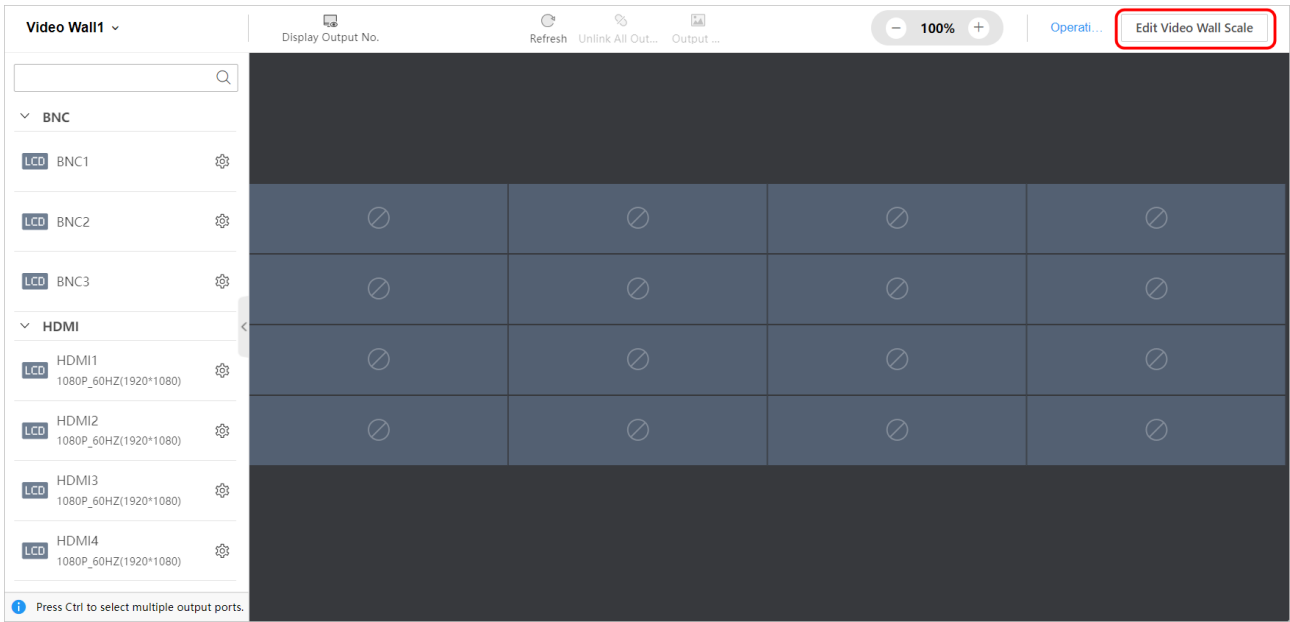 Video Wall1
Display Output No.
Refresh
Unlink All Out...
Output ...
100%
Operati...
Edit Video Wall Scale
BNC
LCD BNC1
LCD BNC2
LCD BNC3
HDMI
LCD HDMI1
1080P_60HZ(1920*1080)
LCD HDMI2
1080P_60HZ(1920*1080)
LCD HDMI3
1080P_60HZ(1920*1080)
LCD HDMI4
1080P_60HZ(1920*1080)
Press Ctrl to select multiple output ports.